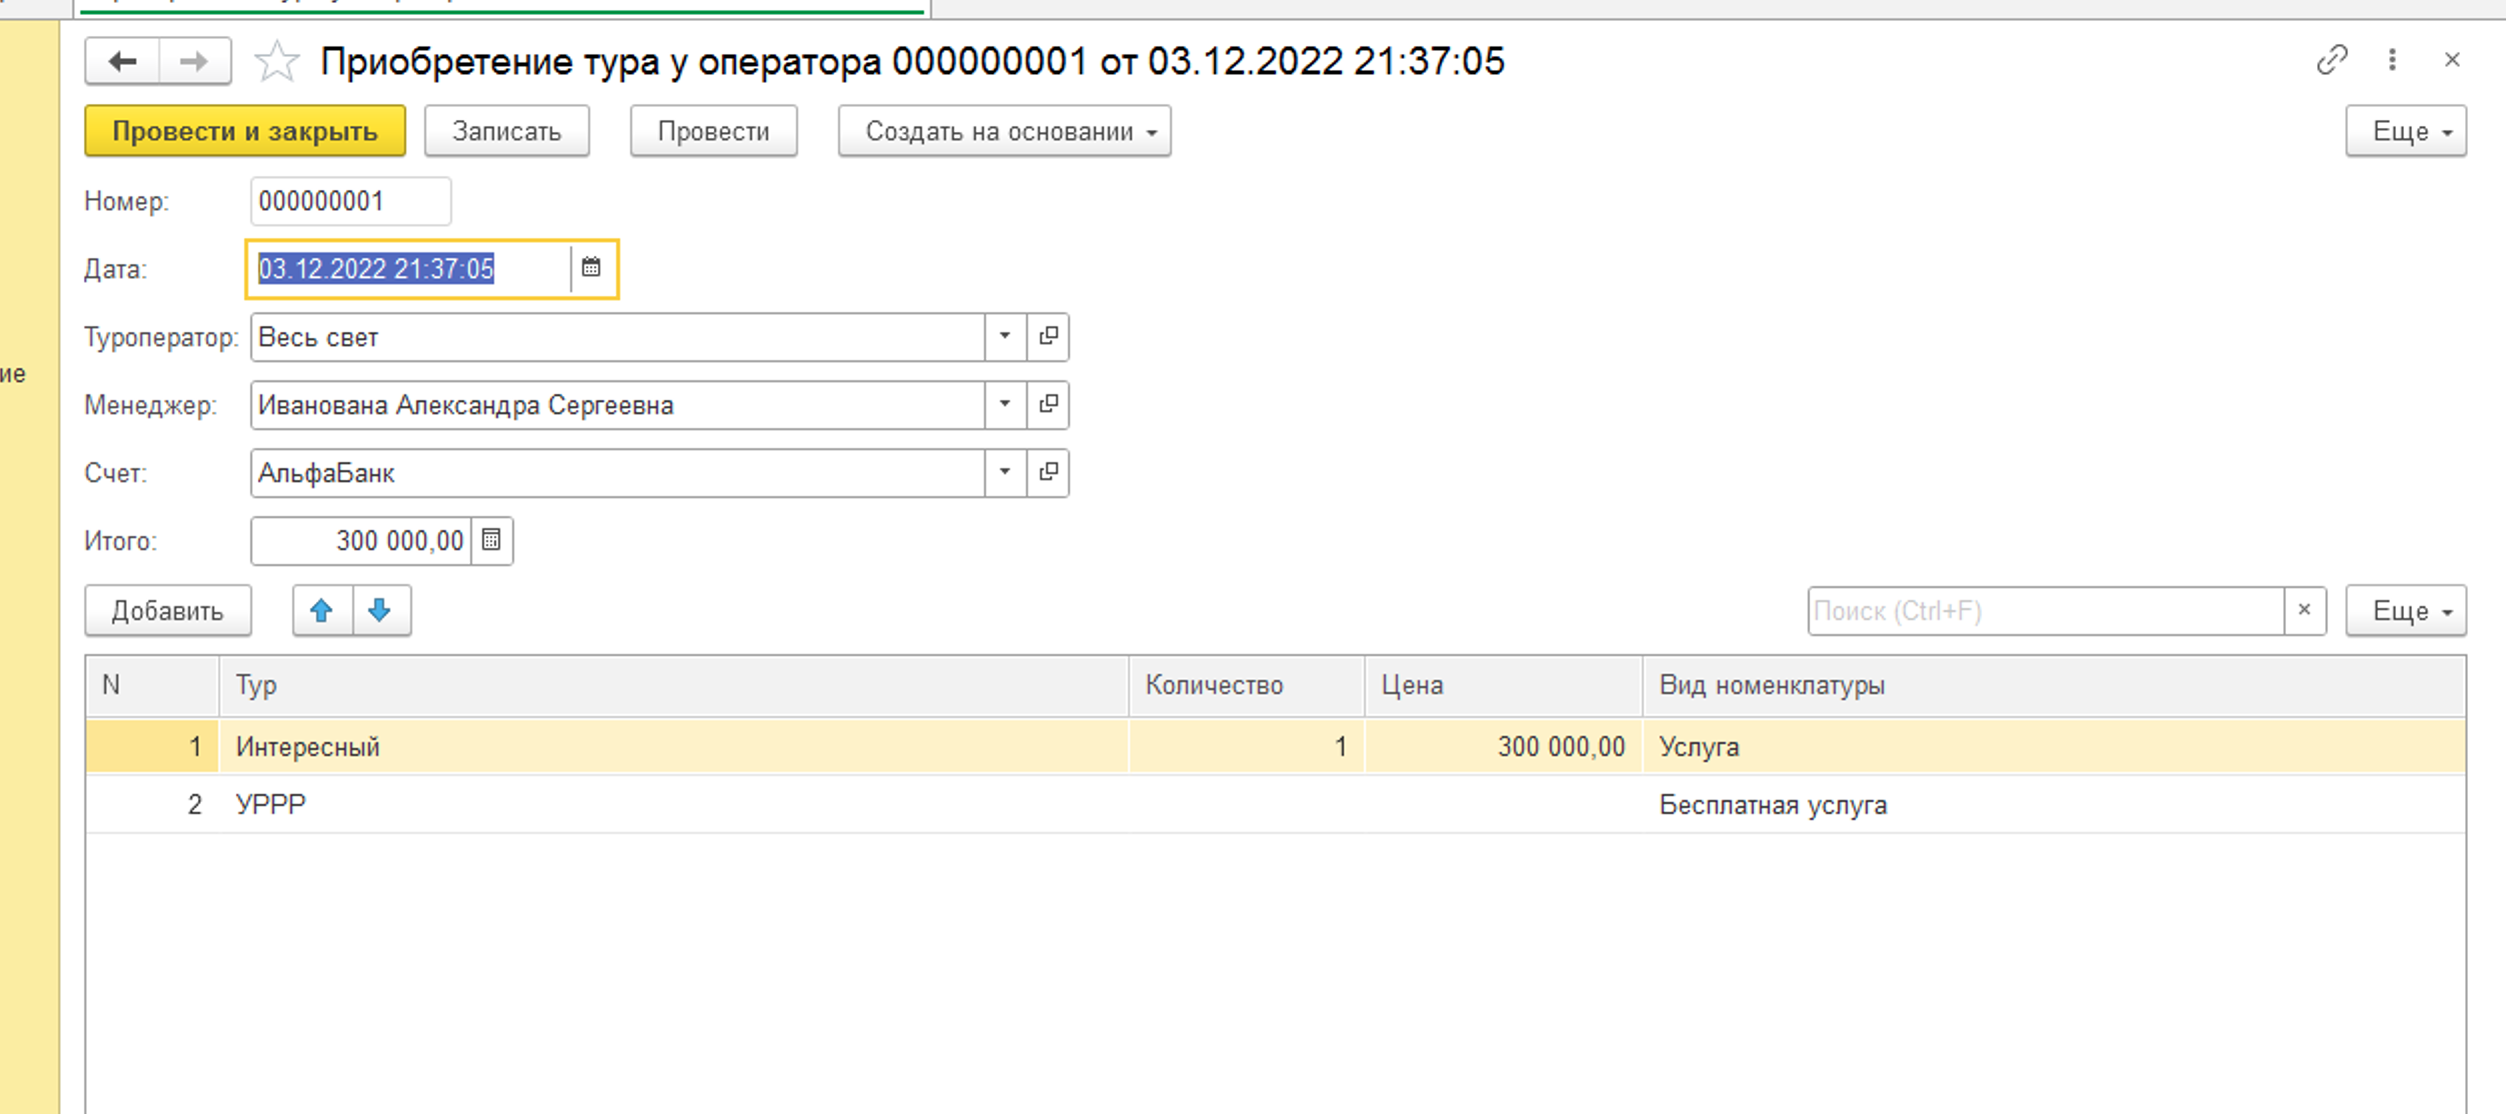 Приобретение тура у оператора 000000001 от 03.12.2022 21:37:05
Провести и закрыть Записать Провести Создать на основании Еще
Номер: 000000001
Дата: 03.12.2022 21:37:05
Туроператор: Весь свет
ие
Менеджер: Иванована Александра Сергеевна
Счет: АльфаБанк
Итого: 300 000,00
Добавить Поиск (Ctrl+F) × Еще
N Тур Количество Цена Вид номенклатуры
1 Интересный 1 300 000,00 Услуга
2 УРРР Бесплатная услуга